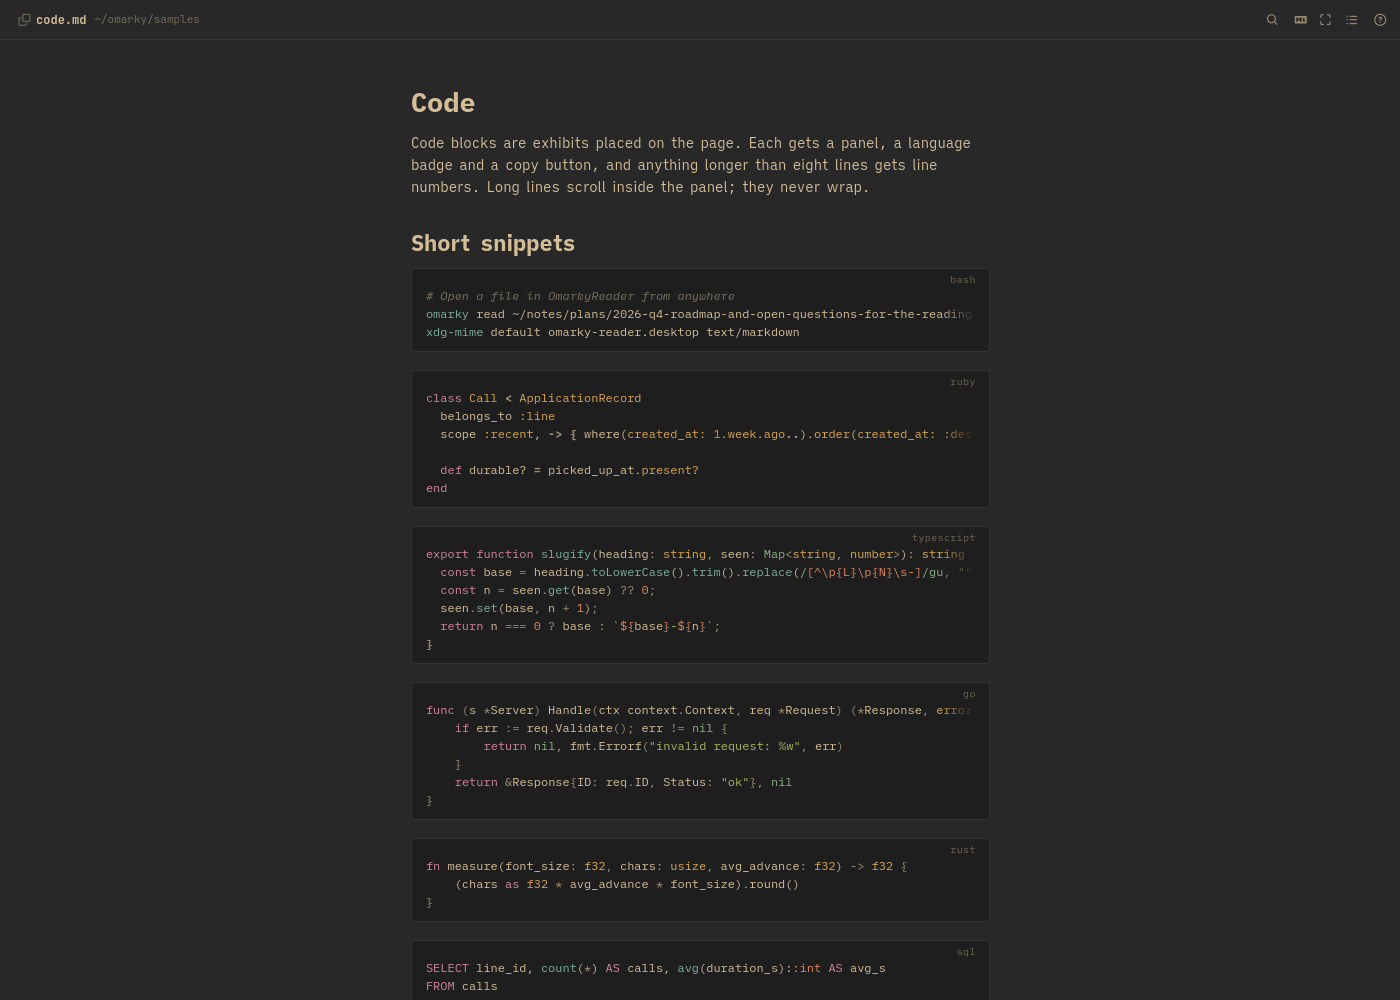 code.md ~/omarky/samples
Code
Code blocks are exhibits placed on the page. Each gets a panel, a language
badge and a copy button, and anything longer than eight lines gets line
numbers. Long lines scroll inside the panel; they never wrap.
Short snippets
bash
# Open a file in OmarkyReader from anywhere
omarky read ~/notes/plans/2026-q4-roadmap-and-open-questions-for-the-reading
xdg-mime default omarky-reader.desktop text/markdown
ruby
class Call < ApplicationRecord
  belongs_to :line
  scope :recent, -> { where(created_at: 1.week.ago..).order(created_at: :des
  def durable? = picked_up_at.present?
end
typescript
export function slugify(heading: string, seen: Map<string, number>): string
  const base = heading.toLowerCase().trim().replace(/[^\p{L}\p{N}\s-]/gu, ""
  const n = seen.get(base) ?? 0;
  seen.set(base, n + 1);
  return n === 0 ? base : `${base}-${n}`;
}
go
func (s *Server) Handle(ctx context.Context, req *Request) (*Response, error
    if err := req.Validate(); err != nil {
        return nil, fmt.Errorf("invalid request: %w", err)
    }
    return &Response{ID: req.ID, Status: "ok"}, nil
}
rust
fn measure(font_size: f32, chars: usize, avg_advance: f32) -> f32 {
    (chars as f32 * avg_advance * font_size).round()
}
sql
SELECT line_id, count(*) AS calls, avg(duration_s)::int AS avg_s
FROM calls